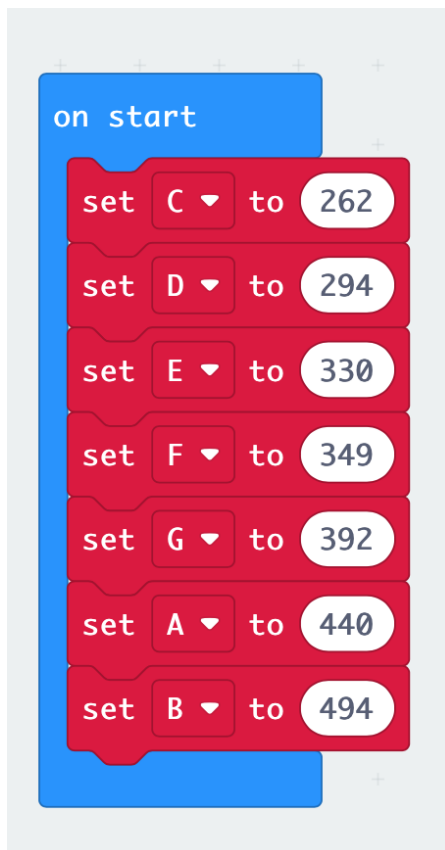 on start
set C to 262
set D to 294
set E to 330
set F to 349
set G to 392
set A to 440
set B to 494